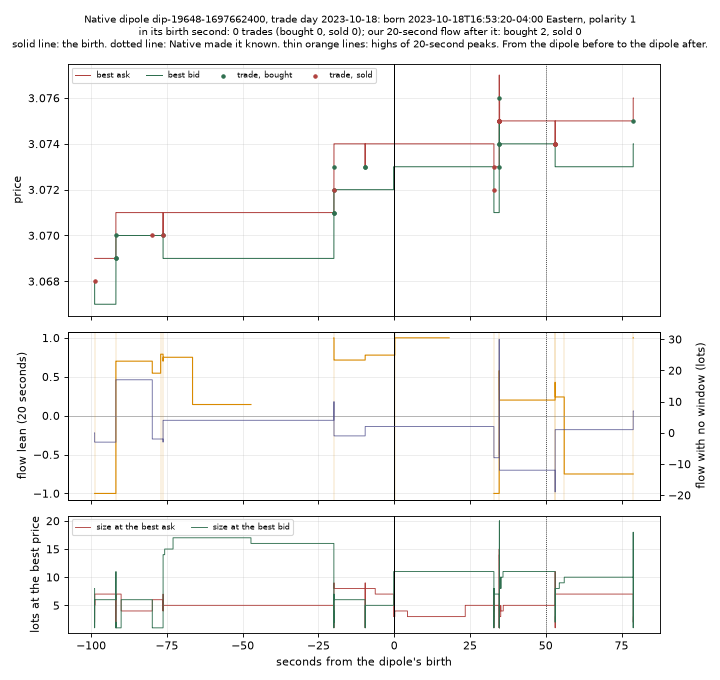 Native dipole dip-19648-1697662400, trade day 2023-10-18: born 2023-10-18T16:53:20-04:00 Eastern, polarity 1
in its birth second: 0 trades (bought 0, sold 0); our 20-second flow after it: bought 2, sold 0
solid line: the birth. dotted line: Native made it known. thin orange lines: highs of 20-second peaks. From the dipole before to the dipole after.
best ask
best bid
trade, bought
trade, sold
price
3.076
3.074
3.072
3.070
3.068
flow lean (20 seconds)
1.0
0.5
0.0
−0.5
−1.0
flow with no window (lots)
30
20
10
0
−10
−20
size at the best ask
size at the best bid
lots at the best price
20
15
10
5
−100
−75
−50
−25
0
25
50
75
seconds from the dipole's birth